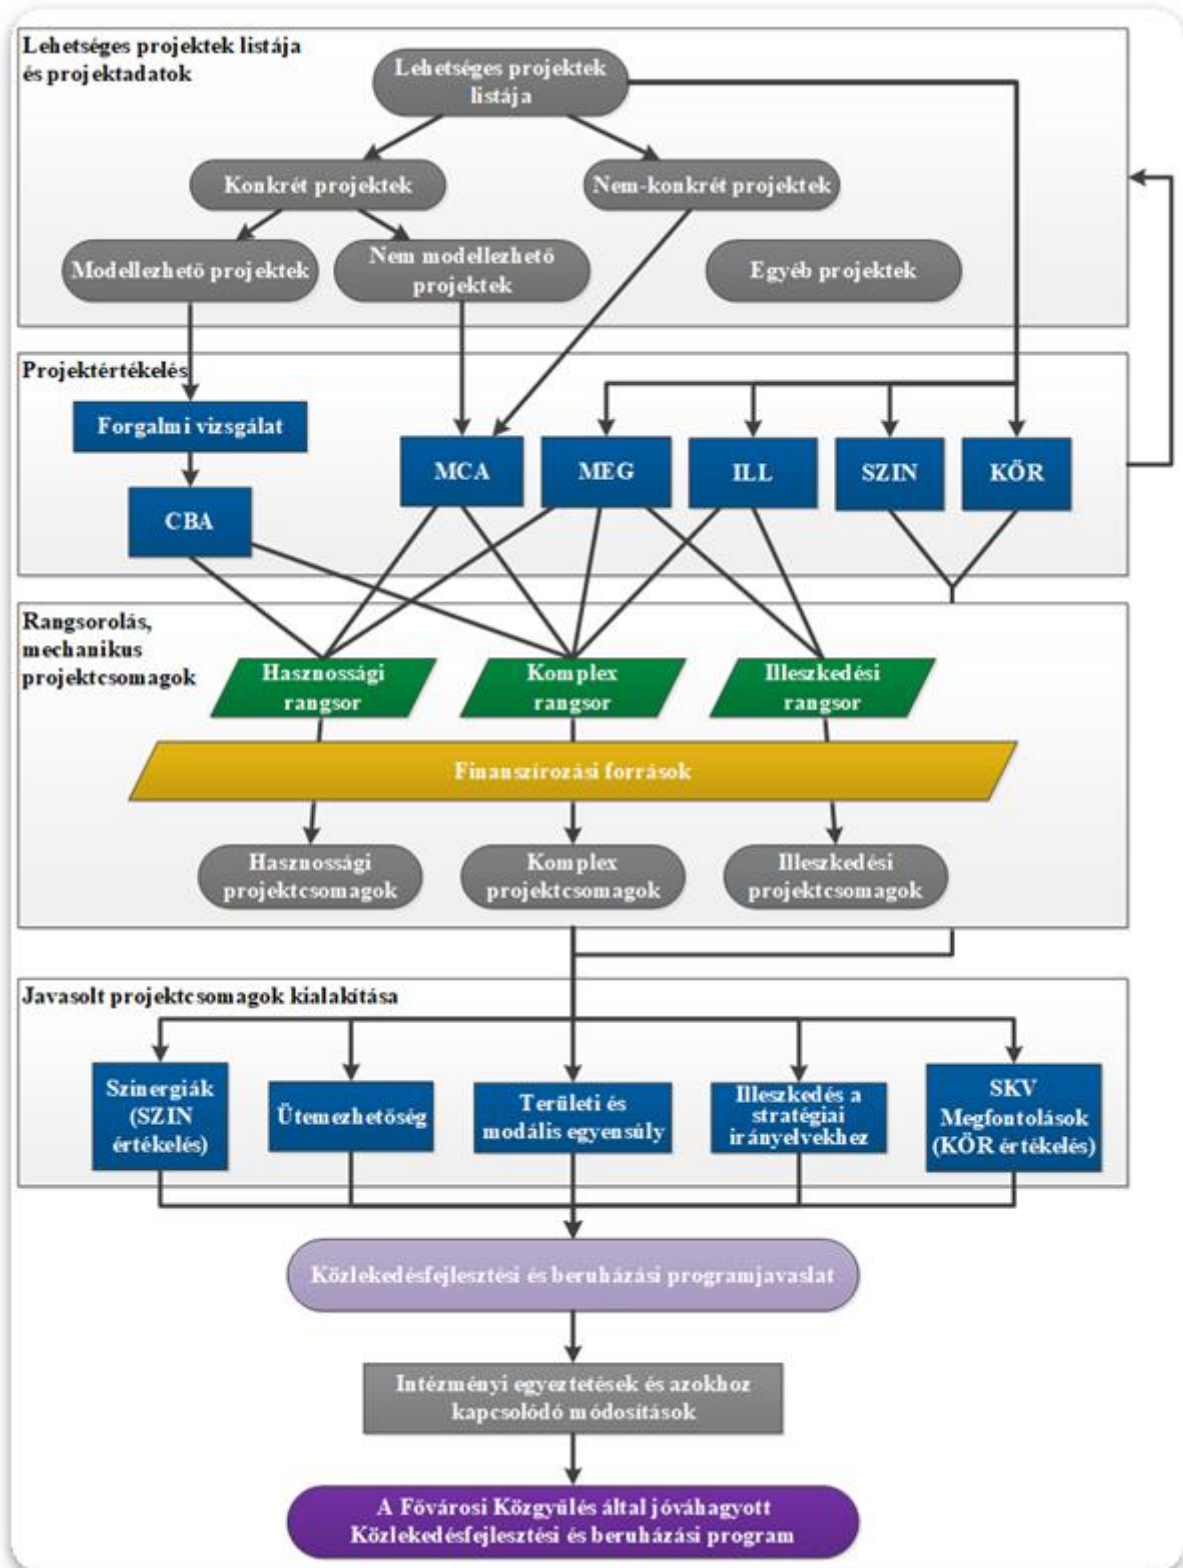 Lehetséges projektek listája
és projektadatok
Lehetséges projektek
listája
Konkrét projektek
Nem-konkrét projektek
Modellezhető projektek
Nem modellezhető
projektek
Egyéb projektek
Projektértékelés
Forgalmi vizsgálat
MCA
MEG
ILL
SZIN
KÖR
CBA
Rangsorolás,
mechanikus
projektcsomagok
Hasznossági
rangsor
Komplex
rangsor
Illeszkedési
rangsor
Finanszírozási források
Hasznossági
projektcsomagok
Komplex
projektcsomagok
Illeszkedési
projektcsomagok
Javasolt projektcsomagok kialakítása
Szinergiák
(SZIN
értékelés)
Ütemezhetőség
Területi és
modális egyensúly
Illeszkedés a
stratégiai
irányelvekhez
SKV
Megfontolások
(KÖR értékelés)
Közlekedésfejlesztési és beruházási programjavaslat
Intézményi egyeztetések és azokhoz
kapcsolódó módosítások
A Fővárosi Közgyűlés által jóváhagyott
Közlekedésfejlesztési és beruházási program